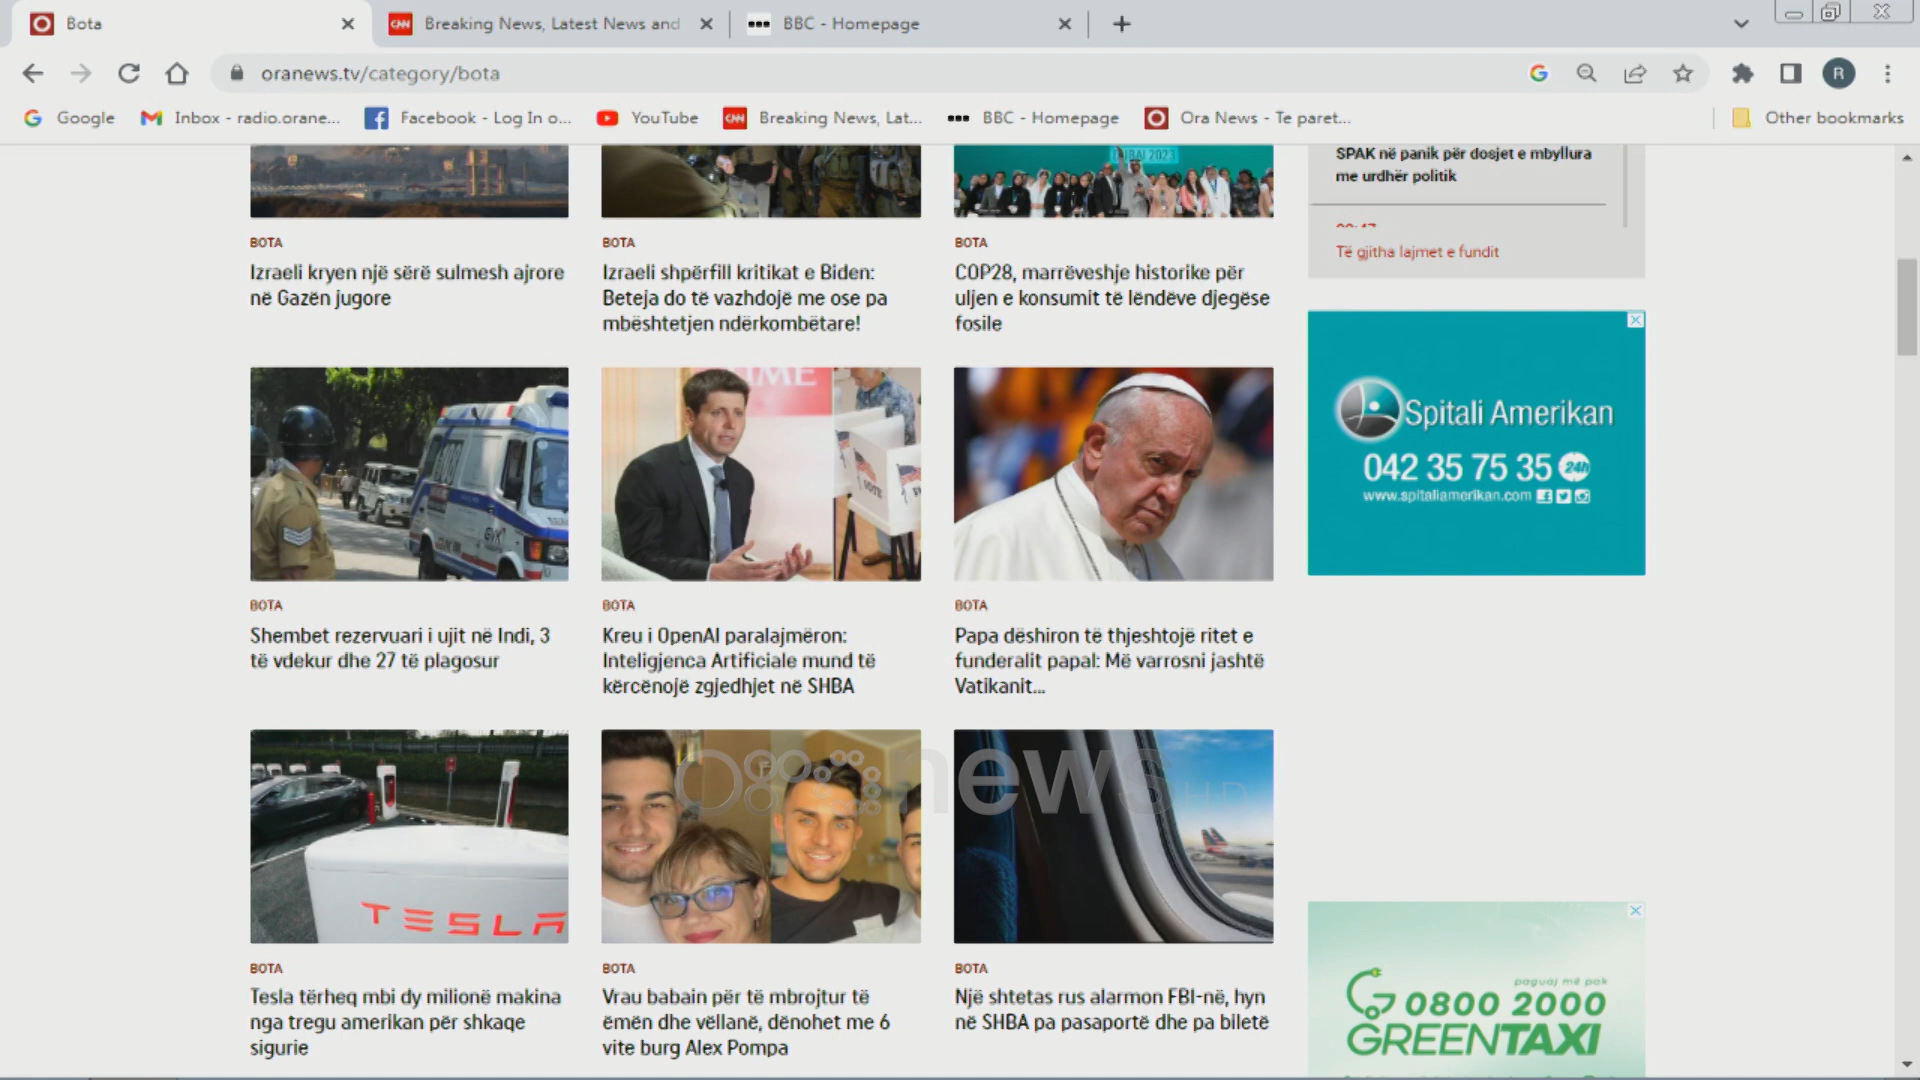 Bota
Breaking News, Latest News and
BBC - Homepage
oranews.tv/category/bota
R
Google
Inbox - radio.orane...
Facebook - Log In o...
YouTube
Breaking News, Lat...
BBC - Homepage
Ora News - Te paret...
Other bookmarks
DUBAI 2023
SPAK në panik për dosjet e mbyllura
me urdhër politik
Të gjitha lajmet e fundit
BOTA
Izraeli kryen një sërë sulmesh ajrore
në Gazën jugore
BOTA
Izraeli shpërfill kritikat e Biden:
Beteja do të vazhdojë me ose pa
mbështetjen ndërkombëtare!
BOTA
COP28, marrëveshje historike për
uljen e konsumit të lëndëve djegëse
fosile
TIME
VOTE
Spitali Amerikan
042 35 75 35 24h
www.spitaliamerikan.com
BOTA
Shembet rezervuari i ujit në Indi, 3
të vdekur dhe 27 të plagosur
BOTA
Kreu i OpenAI paralajmëron:
Inteligjenca Artificiale mund të
kërcënojë zgjedhjet në SHBA
BOTA
Papa dëshiron të thjeshtojë ritet e
funderalit papal: Më varrosni jashtë
Vatikanit...
news HD
TESLA
BOTA
Tesla tërheq mbi dy milionë makina
nga tregu amerikan për shkaqe
sigurie
BOTA
Vrau babain për të mbrojtur të
ëmën dhe vëllanë, dënohet me 6
vite burg Alex Pompa
BOTA
Një shtetas rus alarmon FBI-në, hyn
në SHBA pa pasaportë dhe pa biletë
paguaj më pak
0800 2000
GREENTAXI